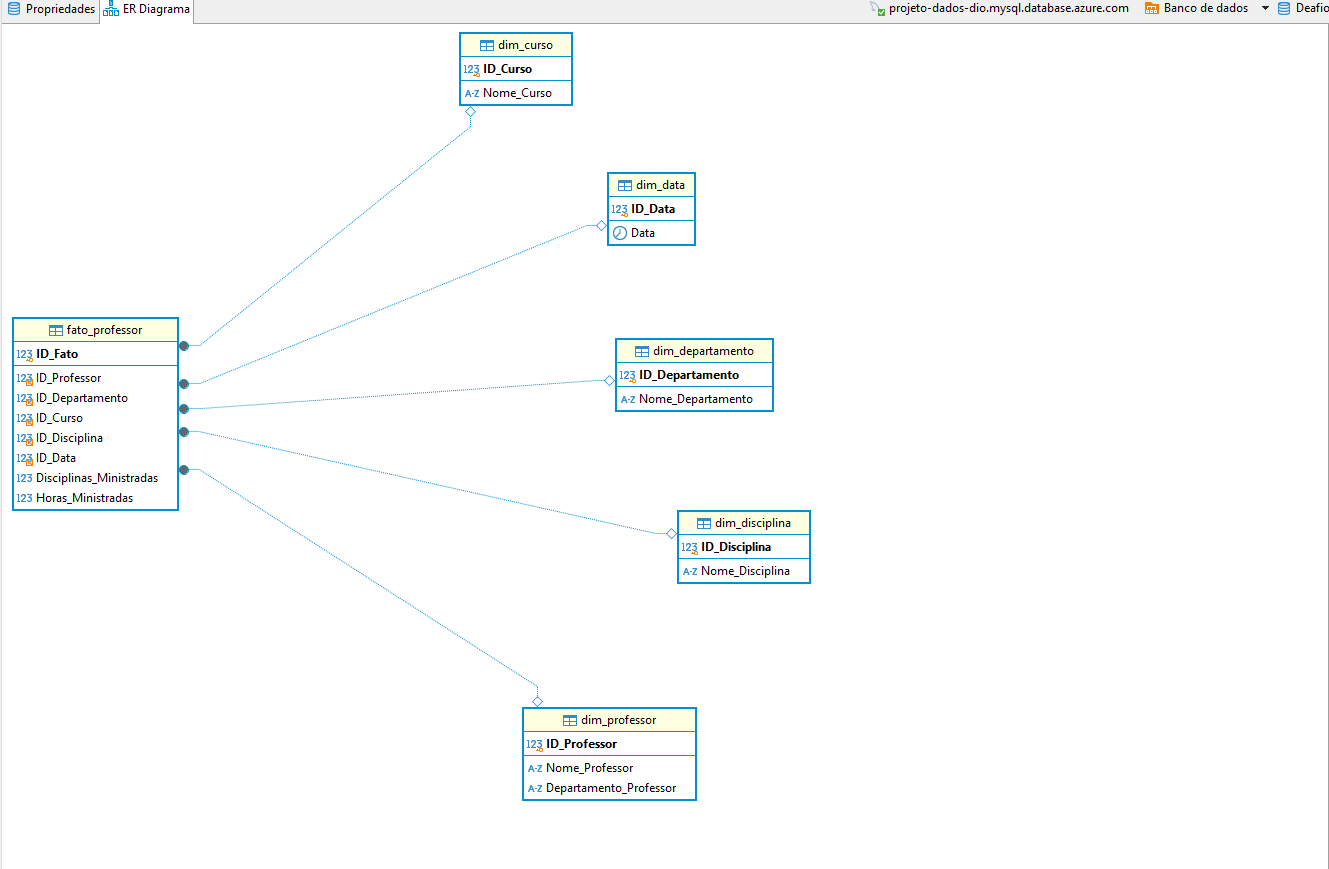 Propriedades ER Diagrama projeto-dados-dio.mysql.database.azure.com Banco de dados Deafio
dim_curso
123 ID_Curso
A-Z Nome_Curso
dim_data
123 ID_Data
Data
fato_professor
123 ID_Fato
123 ID_Professor
123 ID_Departamento
123 ID_Curso
123 ID_Disciplina
123 ID_Data
123 Disciplinas_Ministradas
123 Horas_Ministradas
dim_departamento
123 ID_Departamento
A-Z Nome_Departamento
dim_disciplina
123 ID_Disciplina
A-Z Nome_Disciplina
dim_professor
123 ID_Professor
A-Z Nome_Professor
A-Z Departamento_Professor